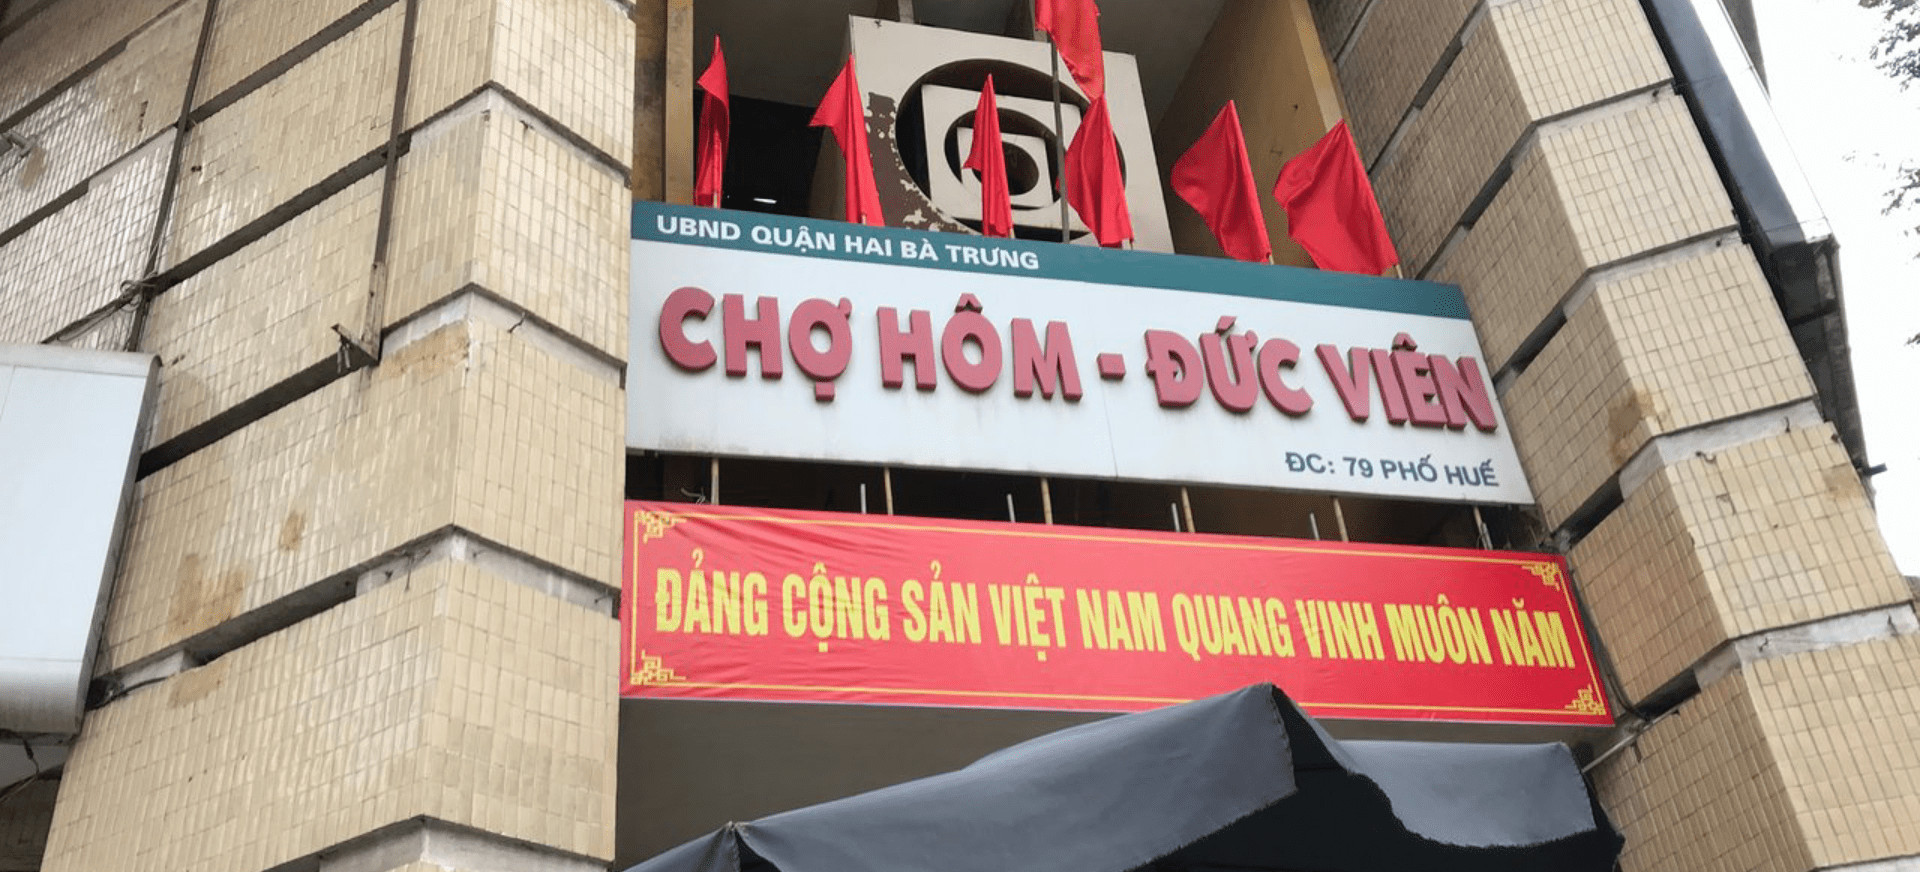 UBND QUẬN HAI BÀ TRƯNG
CHỢ HÔM - ĐỨC VIÊN
ĐC: 79 PHỐ HUẾ
ĐẢNG CỘNG SẢN VIỆT NAM QUANG VINH MUÔN NĂM